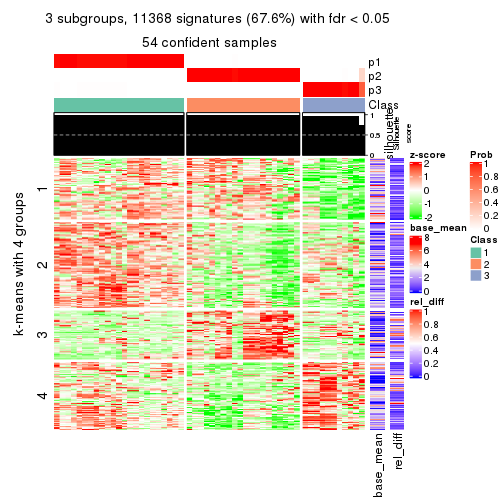 3 subgroups, 11368 signatures (67.6%) with fdr < 0.05
54 confident samples
p1
p2
p3
Class
1
0.5
0
silhouette
Silhouette
score
k-means with 4 groups
1
2
3
4
base_mean
rel_diff
z-score
2
1
0
-1
-2
base_mean
8
6
4
2
0
rel_diff
1
0.8
0.6
0.4
0.2
0
Prob
1
0.8
0.6
0.4
0.2
0
Class
1
2
3